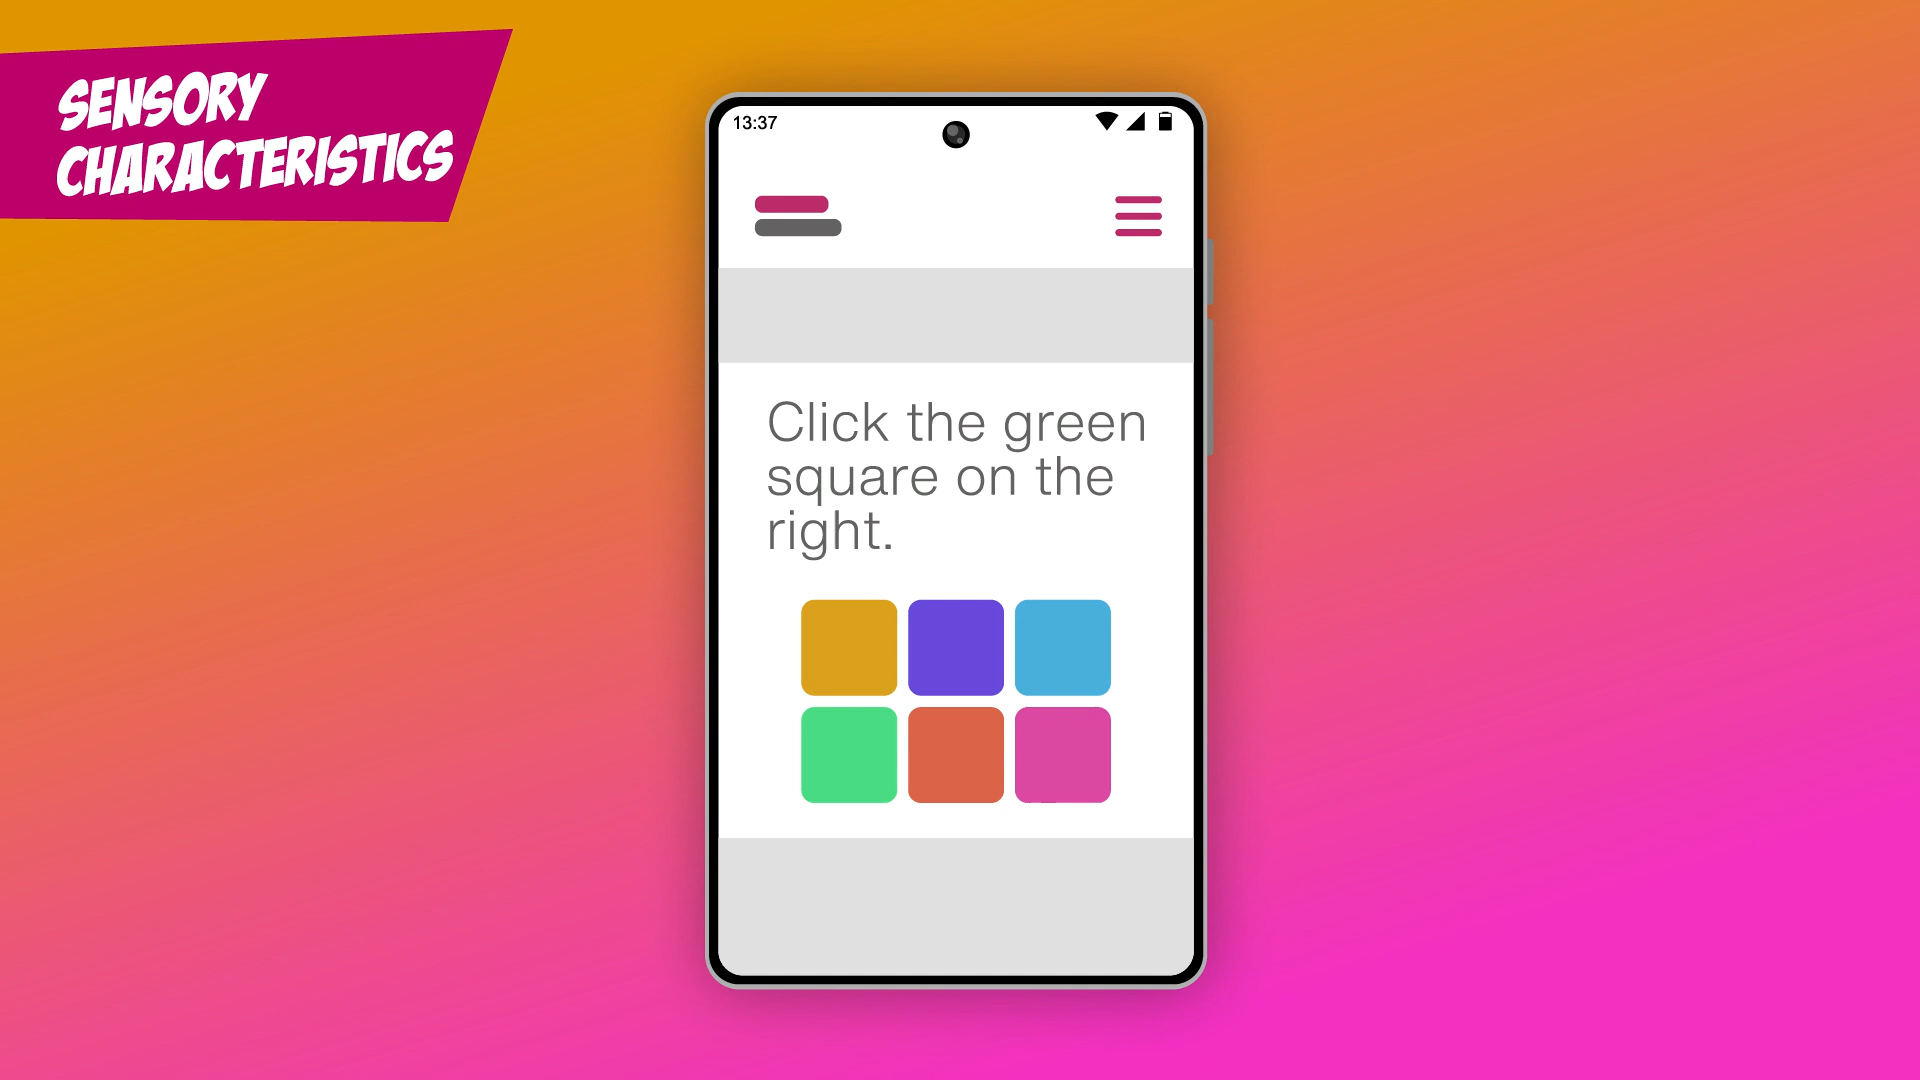 SENSORY
CHARACTERISTICS
13:37
Click the green
square on the
right.